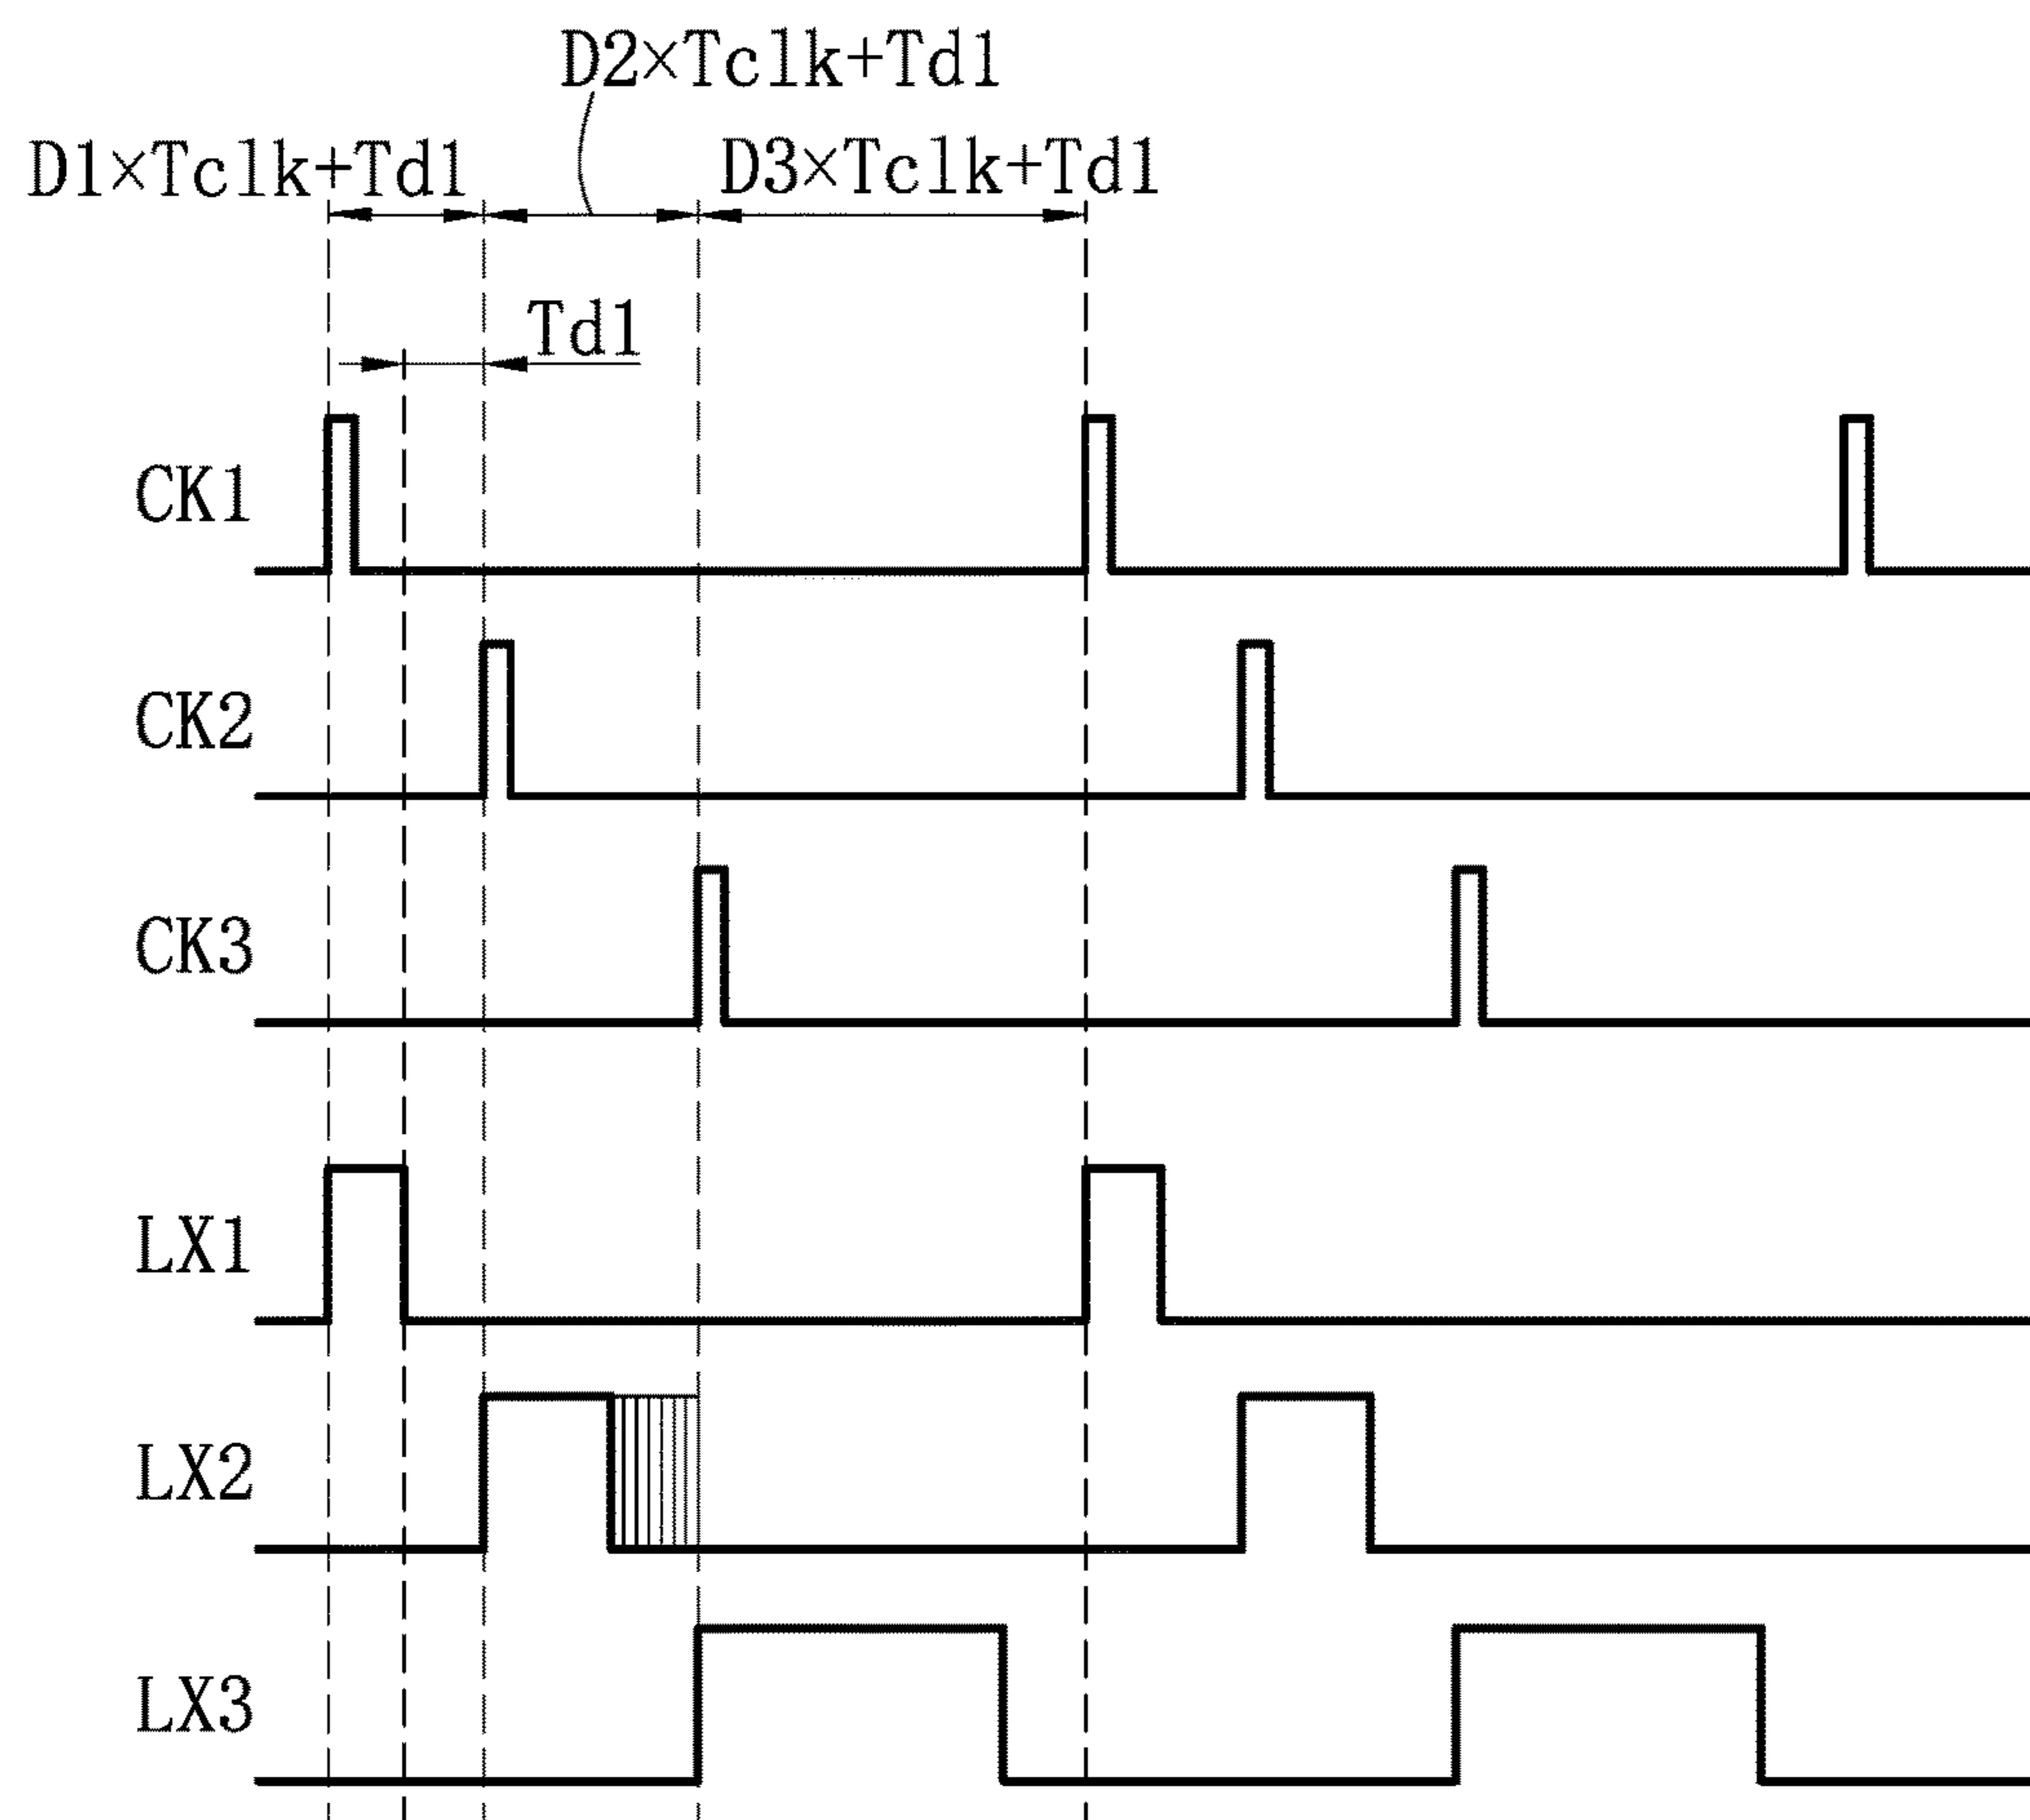 D2×Tclk+Td1
D1×Tclk+Td1
D3×Tclk+Td1
Td1
CK1
CK2
CK3
LX1
LX2
LX3